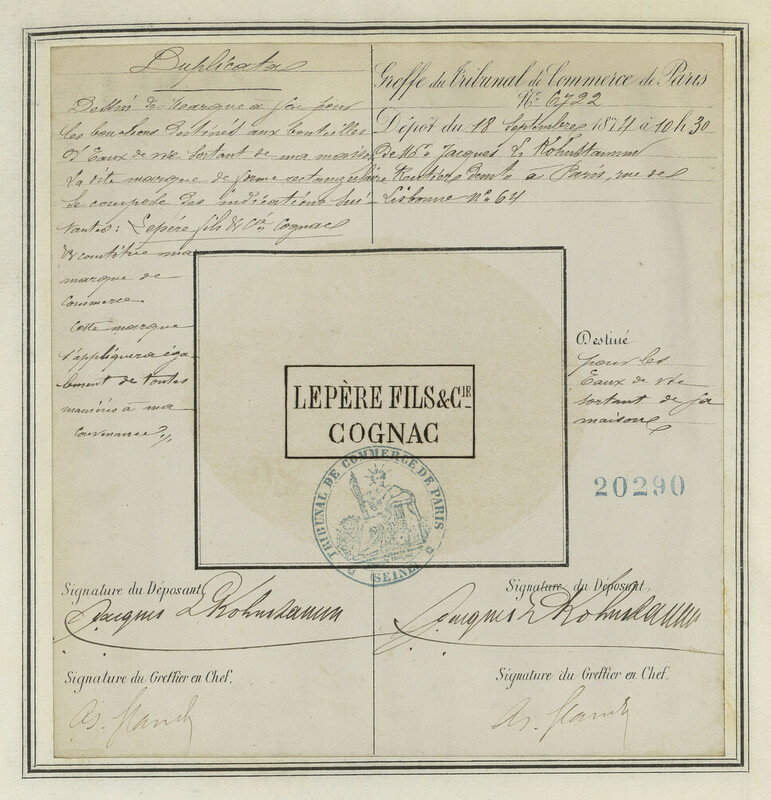 Duplicata
Dessin de marque à feu pour
les bouchons destinés aux bouteilles
d'Eaux de vie sortant de ma maison
La dite marque de forme rectangulaire
se compose des indications sui-
vantes: Lepère fils & Cie Cognac
& constitue ma
marque de
Commerce.
Cette marque
s'appliquera éga-
lement de toutes
manières à ma
convenance
Greffe du Tribunal de Commerce de Paris
No. 6722
Dépôt du 18 Septembre 1874 à 10h30
De Mr. Jacques L. Kohnstamm
demt à Paris, rue de
Lisbonne No 64
LEPÈRE FILS & CIE
COGNAC
TRIBUNAL DE COMMERCE DE PARIS
(SEINE)
Destiné
pour les
Eaux de vie
sortant de sa
maison
20290
Signature du Déposant,
Jacques L Kohnstamm
Signature du Déposant,
Jacques L Kohnstamm
Signature du Greffier en Chef.
Signature du Greffier en Chef.